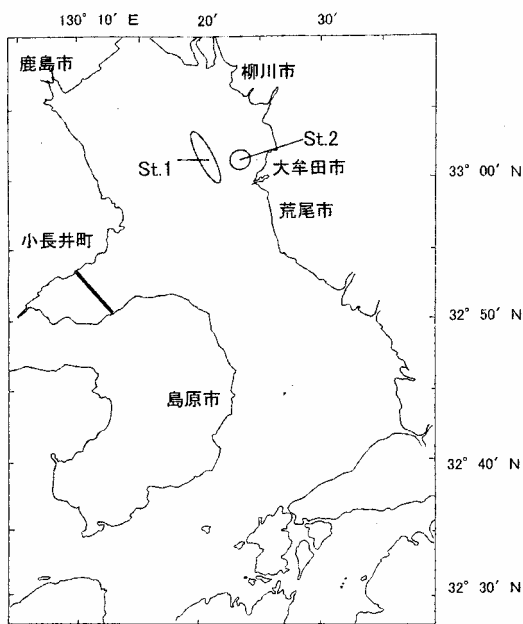 130° 10′ E
20′
30′
鹿島市
柳川市
St.2
St.1
大牟田市
33° 00′ N
荒尾市
小長井町
32° 50′ N
島原市
32° 40′ N
32° 30′ N